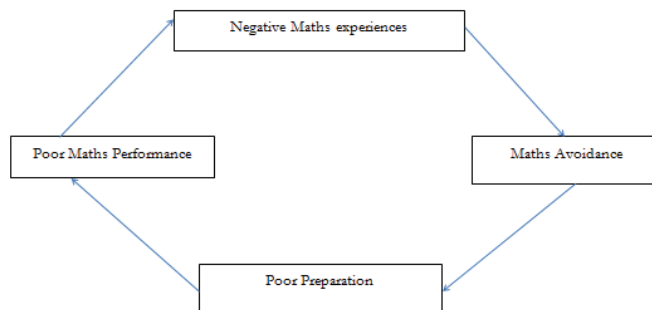 Negative Maths experiences
Poor Maths Performance
Maths Avoidance
Poor Preparation